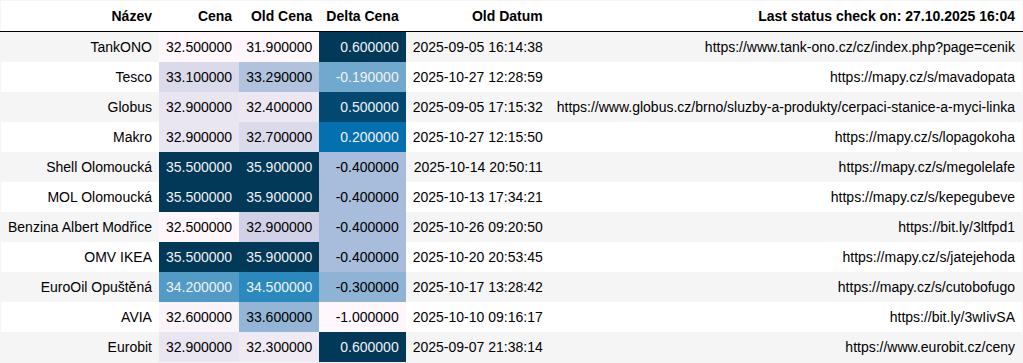 Název Cena Old Cena Delta Cena Old Datum Last status check on: 27.10.2025 16:04
TankONO 32.500000 31.900000 0.600000 2025-09-05 16:14:38 https://www.tank-ono.cz/cz/index.php?page=cenik
Tesco 33.100000 33.290000 -0.190000 2025-10-27 12:28:59 https://mapy.cz/s/mavadopata
Globus 32.900000 32.400000 0.500000 2025-09-05 17:15:32 https://www.globus.cz/brno/sluzby-a-produkty/cerpaci-stanice-a-myci-linka
Makro 32.900000 32.700000 0.200000 2025-10-27 12:15:50 https://mapy.cz/s/lopagokoha
Shell Olomoucká 35.500000 35.900000 -0.400000 2025-10-14 20:50:11 https://mapy.cz/s/megolelafe
MOL Olomoucká 35.500000 35.900000 -0.400000 2025-10-13 17:34:21 https://mapy.cz/s/kepegubeve
Benzina Albert Modřice 32.500000 32.900000 -0.400000 2025-10-26 09:20:50 https://bit.ly/3ltfpd1
OMV IKEA 35.500000 35.900000 -0.400000 2025-10-20 20:53:45 https://mapy.cz/s/jatejehoda
EuroOil Opuštěná 34.200000 34.500000 -0.300000 2025-10-17 13:28:42 https://mapy.cz/s/cutobofugo
AVIA 32.600000 33.600000 -1.000000 2025-10-10 09:16:17 https://bit.ly/3wIivSA
Eurobit 32.900000 32.300000 0.600000 2025-09-07 21:38:14 https://www.eurobit.cz/ceny